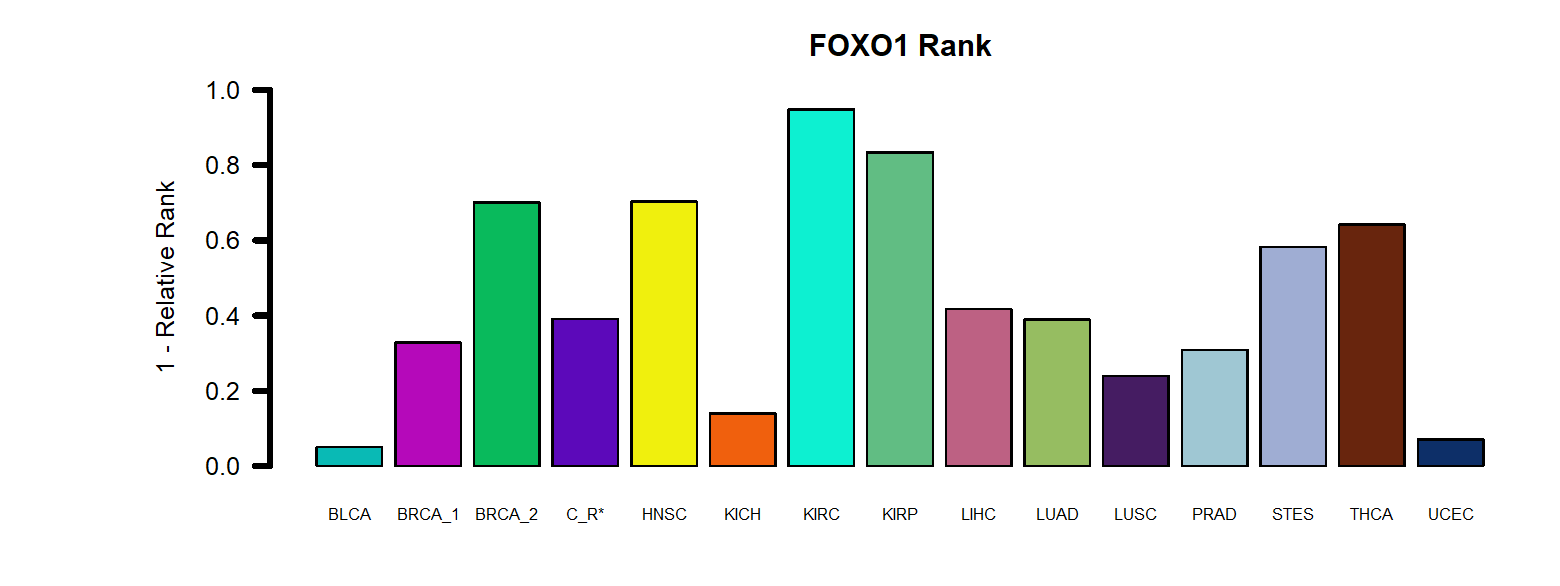 FOXO1 Rank
1 - Relative Rank
1.0
0.8
0.6
0.4
0.2
0.0
BLCA BRCA_1 BRCA_2 C_R* HNSC KICH KIRC KIRP LIHC LUAD LUSC PRAD STES THCA UCEC